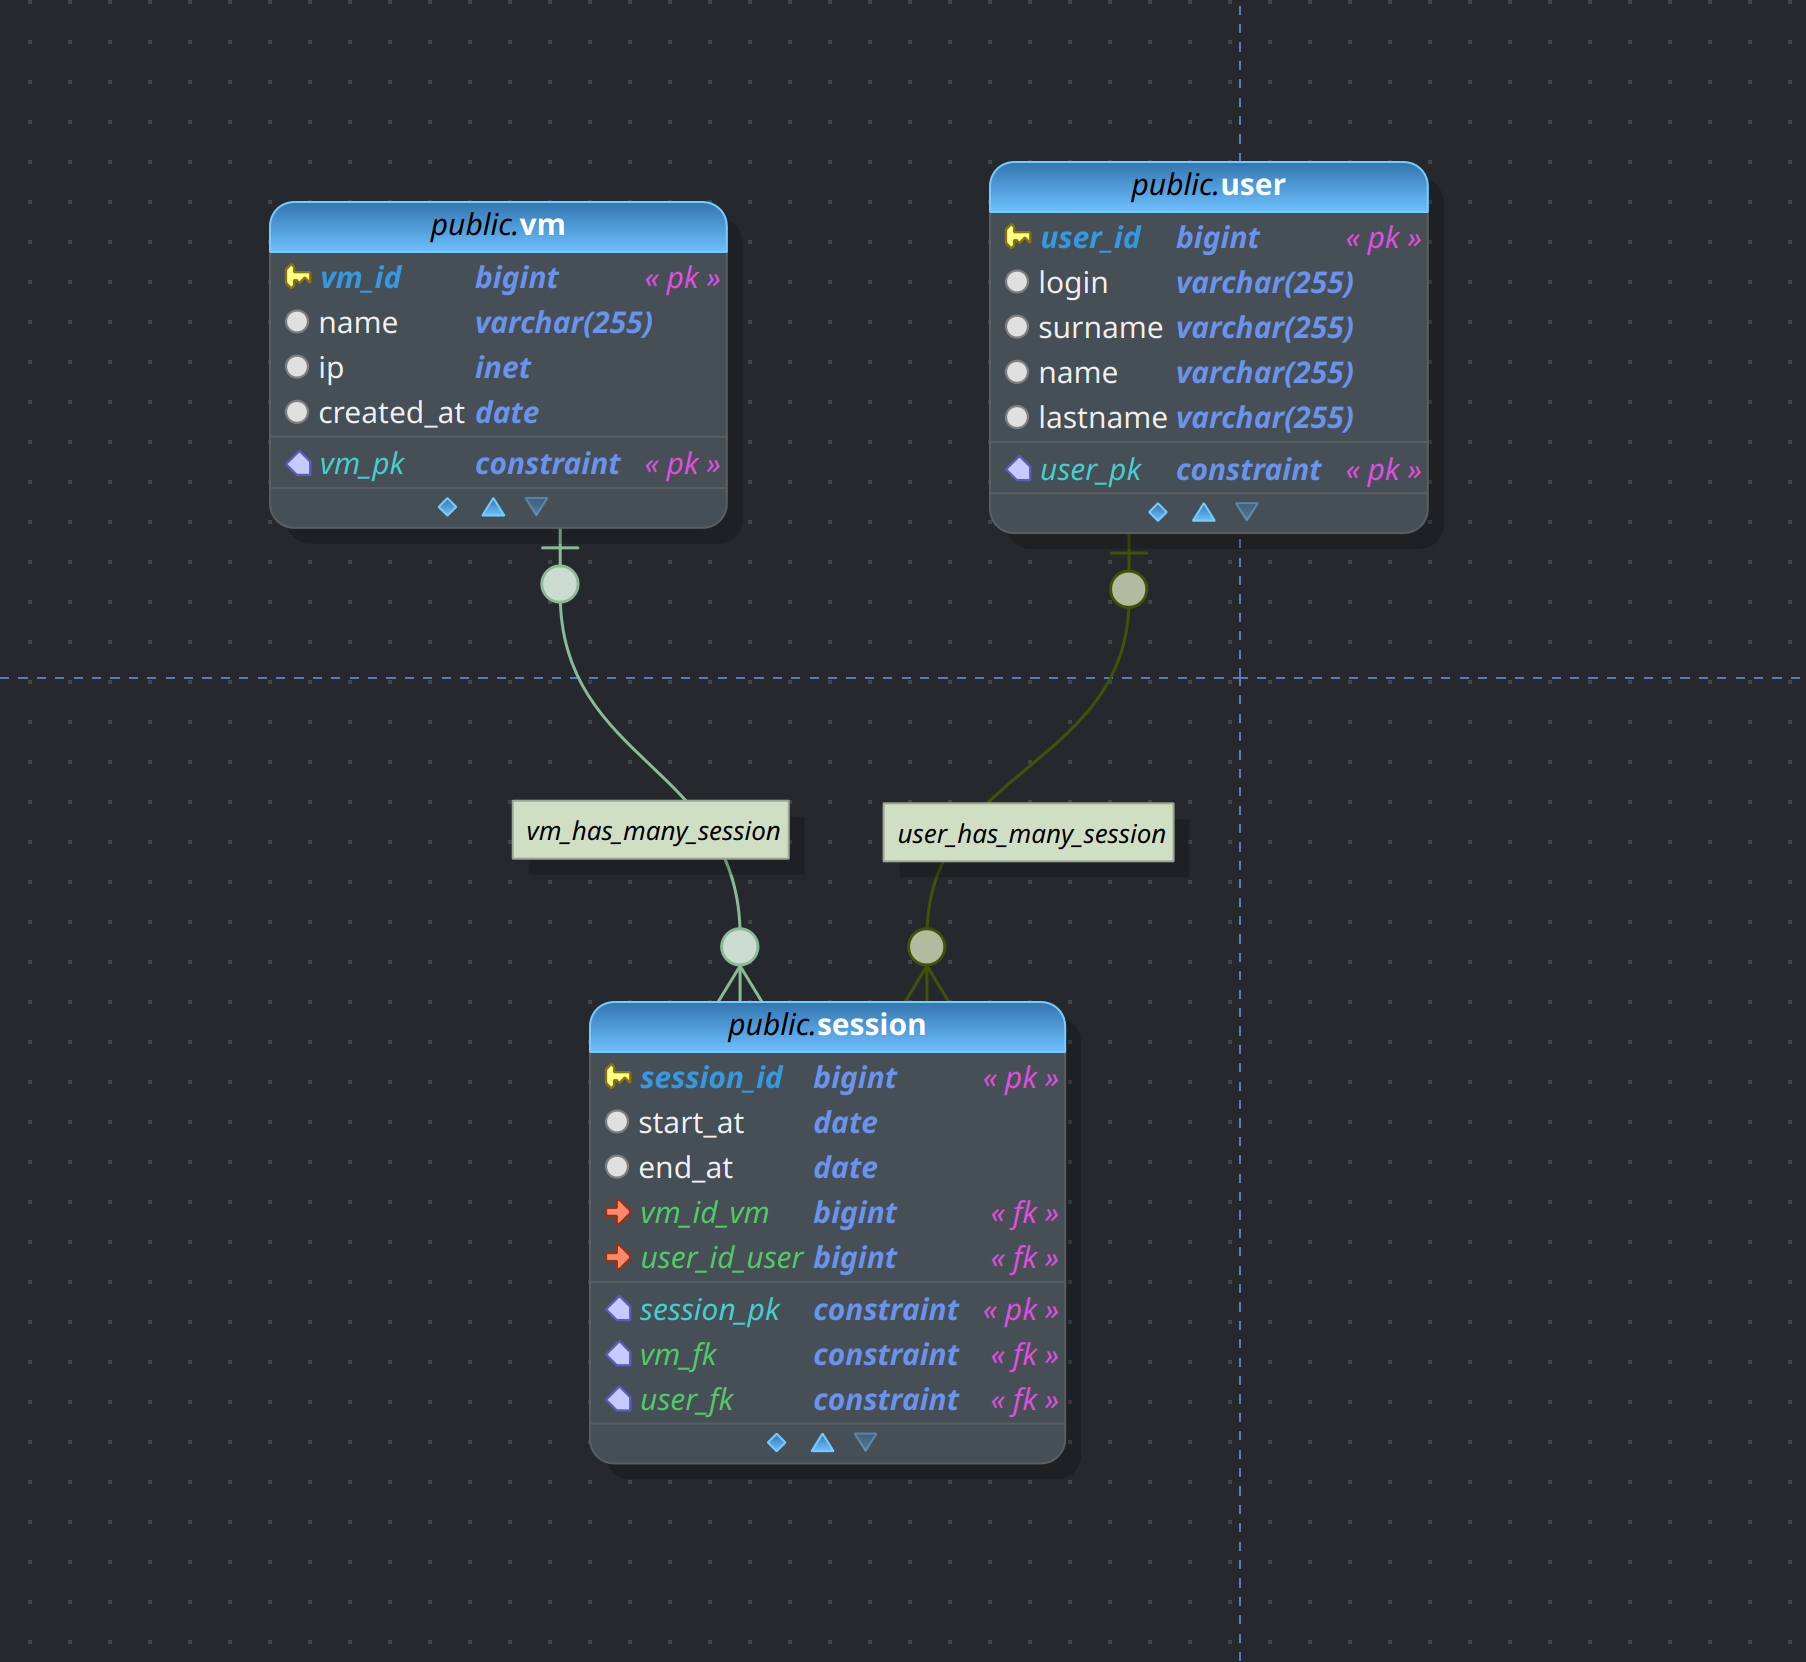 public.vm
vm_id bigint « pk »
name varchar(255)
ip inet
created_at date
vm_pk constraint « pk »
public.user
user_id bigint « pk »
login varchar(255)
surname varchar(255)
name varchar(255)
lastname varchar(255)
user_pk constraint « pk »
vm_has_many_session
user_has_many_session
public.session
session_id bigint « pk »
start_at date
end_at date
vm_id_vm bigint « fk »
user_id_user bigint « fk »
session_pk constraint « pk »
vm_fk constraint « fk »
user_fk constraint « fk »